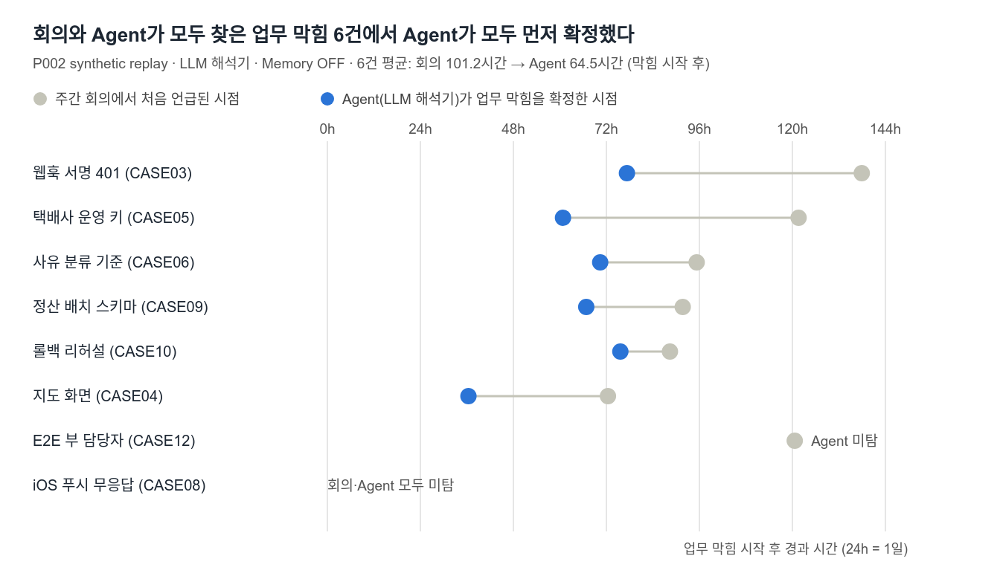 회의와 Agent가 모두 찾은 업무 막힘 6건에서 Agent가 모두 먼저 확정했다
P002 synthetic replay · LLM 해석기 · Memory OFF · 6건 평균: 회의 101.2시간 → Agent 64.5시간 (막힘 시작 후)
주간 회의에서 처음 언급된 시점
Agent(LLM 해석기)가 업무 막힘을 확정한 시점
0h 24h 48h 72h 96h 120h 144h
웹훅 서명 401 (CASE03)
택배사 운영 키 (CASE05)
사유 분류 기준 (CASE06)
정산 배치 스키마 (CASE09)
롤백 리허설 (CASE10)
지도 화면 (CASE04)
E2E 부 담당자 (CASE12) Agent 미탐
iOS 푸시 무응답 (CASE08) 회의·Agent 모두 미탐
업무 막힘 시작 후 경과 시간 (24h = 1일)